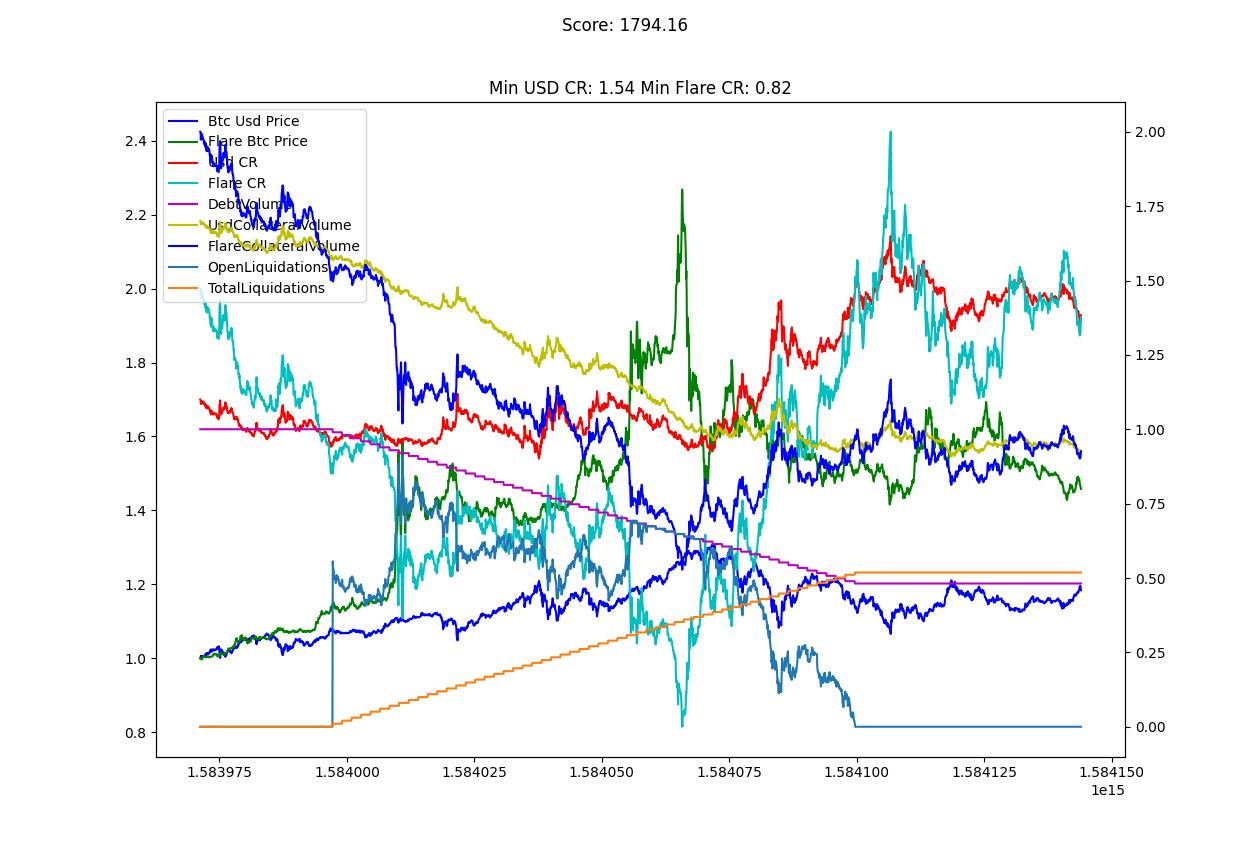 Score: 1794.16
Min USD CR: 1.54 Min Flare CR: 0.82
Btc Usd Price
Flare Btc Price
Usd CR
Flare CR
DebtVolume
UsdCollateralVolume
FlareCollateralVolume
OpenLiquidations
TotalLiquidations
2.4
2.2
2.0
1.8
1.6
1.4
1.2
1.0
0.8
2.00
1.75
1.50
1.25
1.00
0.75
0.50
0.25
0.00
1.583975 1.584000 1.584025 1.584050 1.584075 1.584100 1.584125 1.584150
1e15